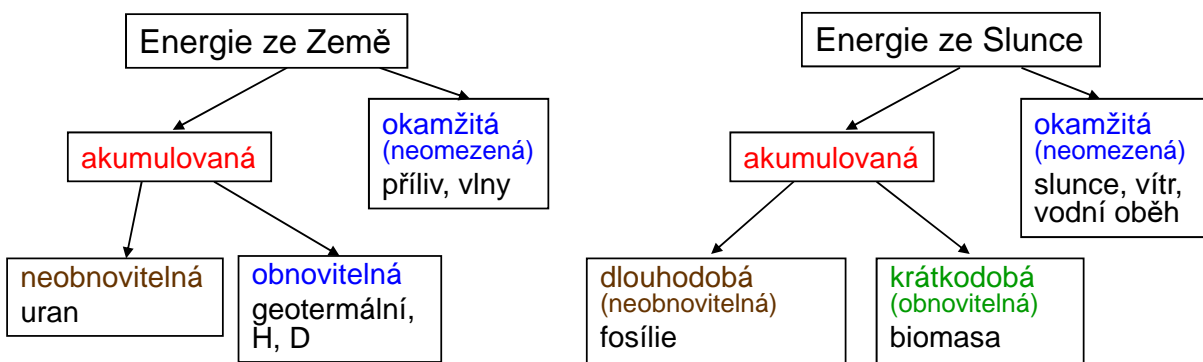 Energie ze Země
akumulovaná
okamžitá
(neomezená)
příliv, vlny
neobnovitelná
uran
obnovitelná
geotermální,
H, D
Energie ze Slunce
akumulovaná
okamžitá
(neomezená)
slunce, vítr,
vodní oběh
dlouhodobá
(neobnovitelná)
fosílie
krátkodobá
(obnovitelná)
biomasa